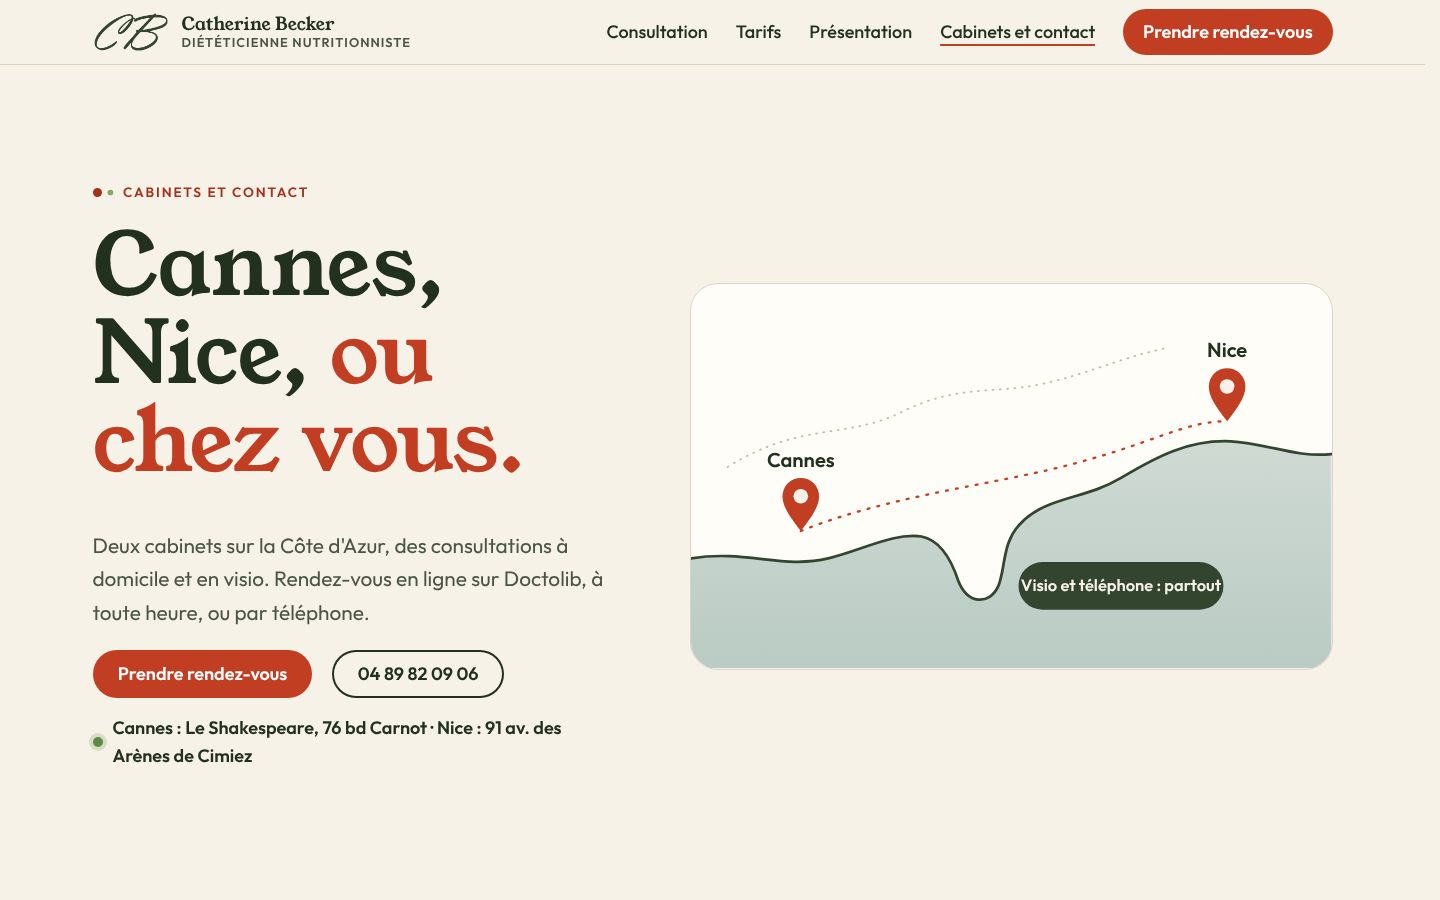 CB
Catherine Becker
DIÉTÉTICIENNE NUTRITIONNISTE
Consultation
Tarifs
Présentation
Cabinets et contact
Prendre rendez-vous
CABINETS ET CONTACT
Cannes,
Nice, ou
chez vous.
Deux cabinets sur la Côte d'Azur, des consultations à
domicile et en visio. Rendez-vous en ligne sur Doctolib, à
toute heure, ou par téléphone.
Prendre rendez-vous
04 89 82 09 06
Cannes : Le Shakespeare, 76 bd Carnot · Nice : 91 av. des
Arènes de Cimiez
Nice
Cannes
Visio et téléphone : partout